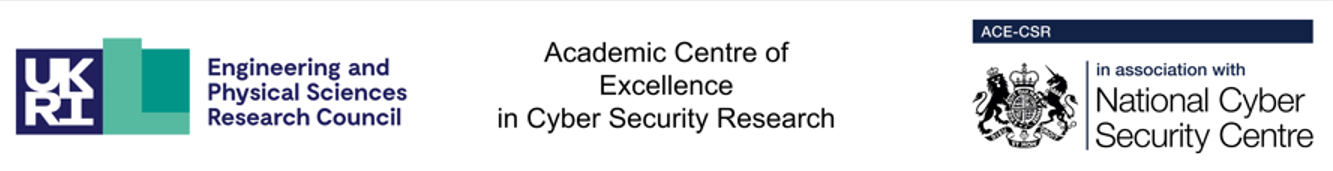 UK
RI
Engineering and
Physical Sciences
Research Council
Academic Centre of
Excellence
in Cyber Security Research
ACE-CSR
in association with
National Cyber
Security Centre